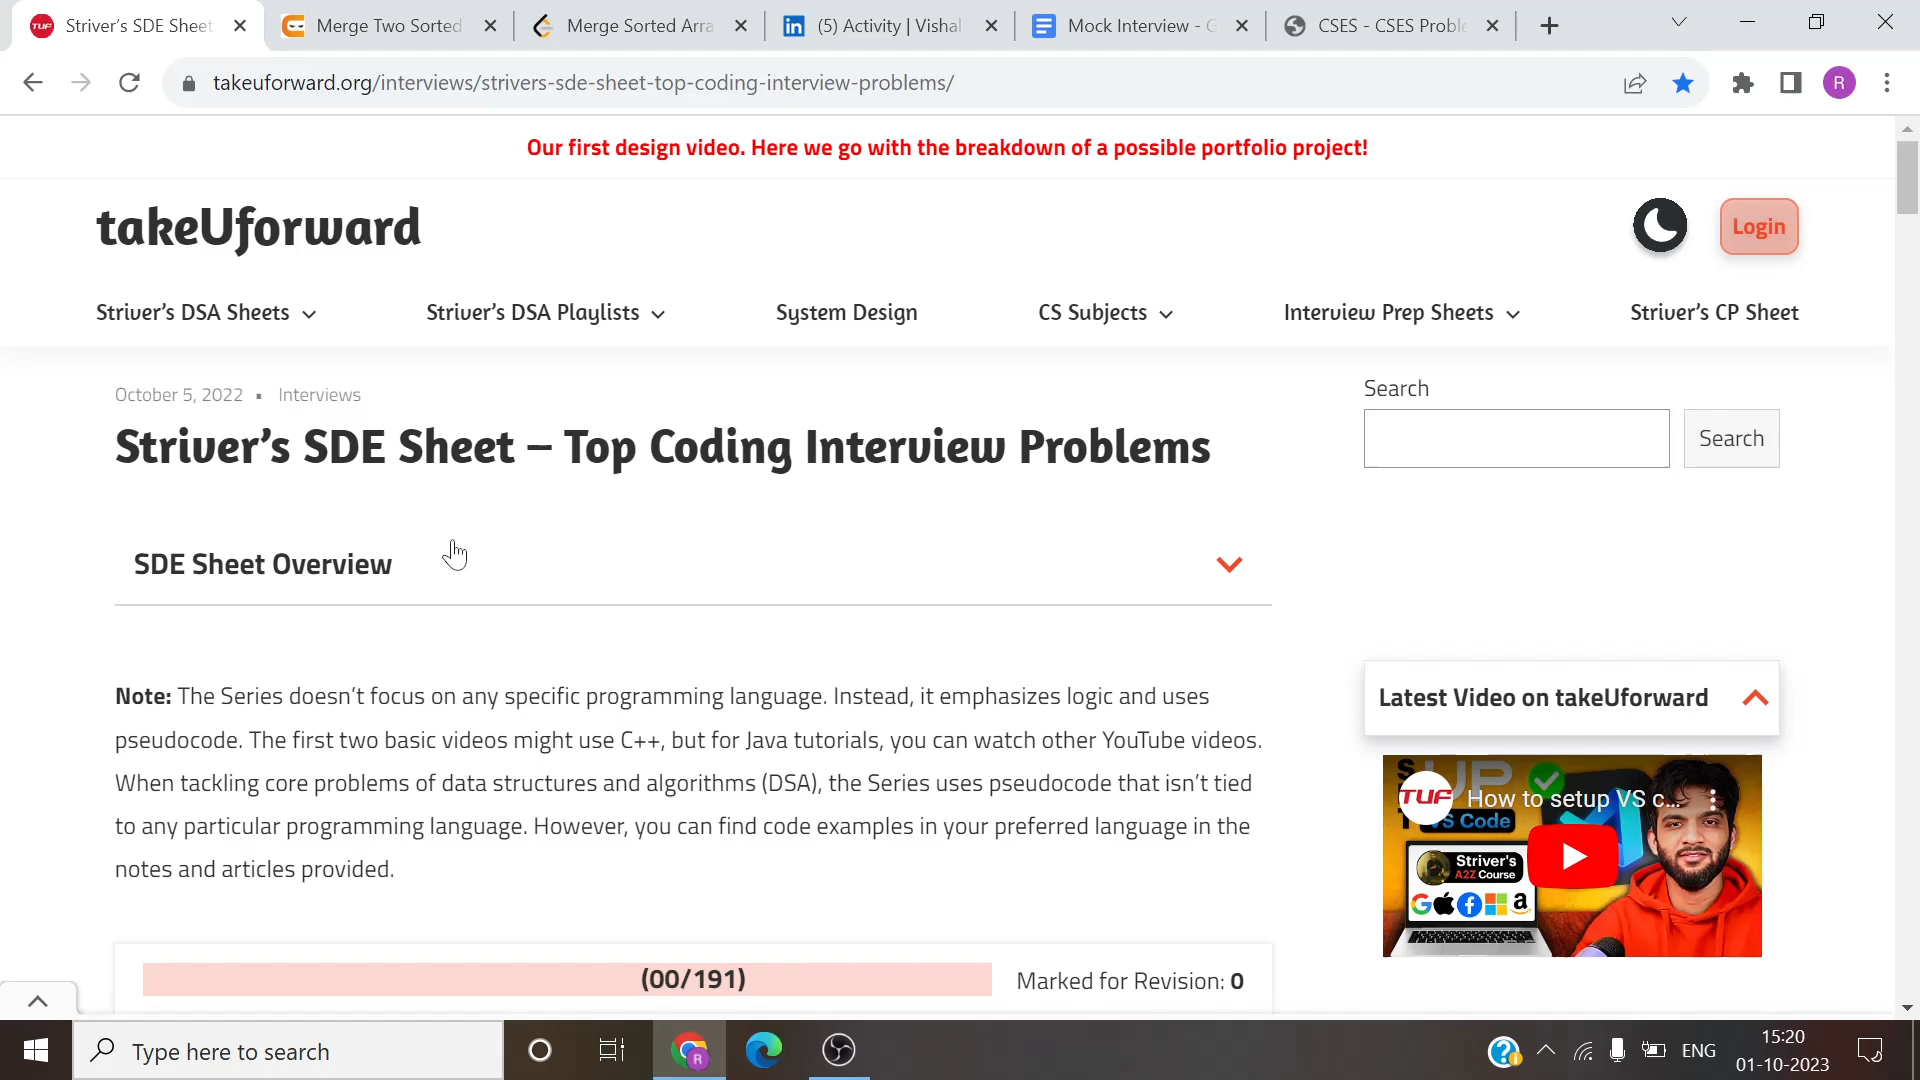 Striver's SDE Sheet
Merge Two Sorted
Merge Sorted Arra
(5) Activity | Vishal
Mock Interview - G
CSES - CSES Proble
takeuforward.org/interviews/strivers-sde-sheet-top-coding-interview-problems/
R
Our first design video. Here we go with the breakdown of a possible portfolio project!
takeUforward
Login
Striver's DSA Sheets
Striver's DSA Playlists
System Design
CS Subjects
Interview Prep Sheets
Striver's CP Sheet
October 5, 2022 ▪ Interviews
Striver's SDE Sheet – Top Coding Interview Problems
Search
Search
SDE Sheet Overview
Note: The Series doesn't focus on any specific programming language. Instead, it emphasizes logic and uses
pseudocode. The first two basic videos might use C++, but for Java tutorials, you can watch other YouTube videos.
When tackling core problems of data structures and algorithms (DSA), the Series uses pseudocode that isn't tied
to any particular programming language. However, you can find code examples in your preferred language in the
notes and articles provided.
Latest Video on takeUforward
TUF
How to setup VS c...
VS Code
Striver's
A2Z Course
(00/191)
Marked for Revision: 0
Type here to search
ENG
15:20
01-10-2023